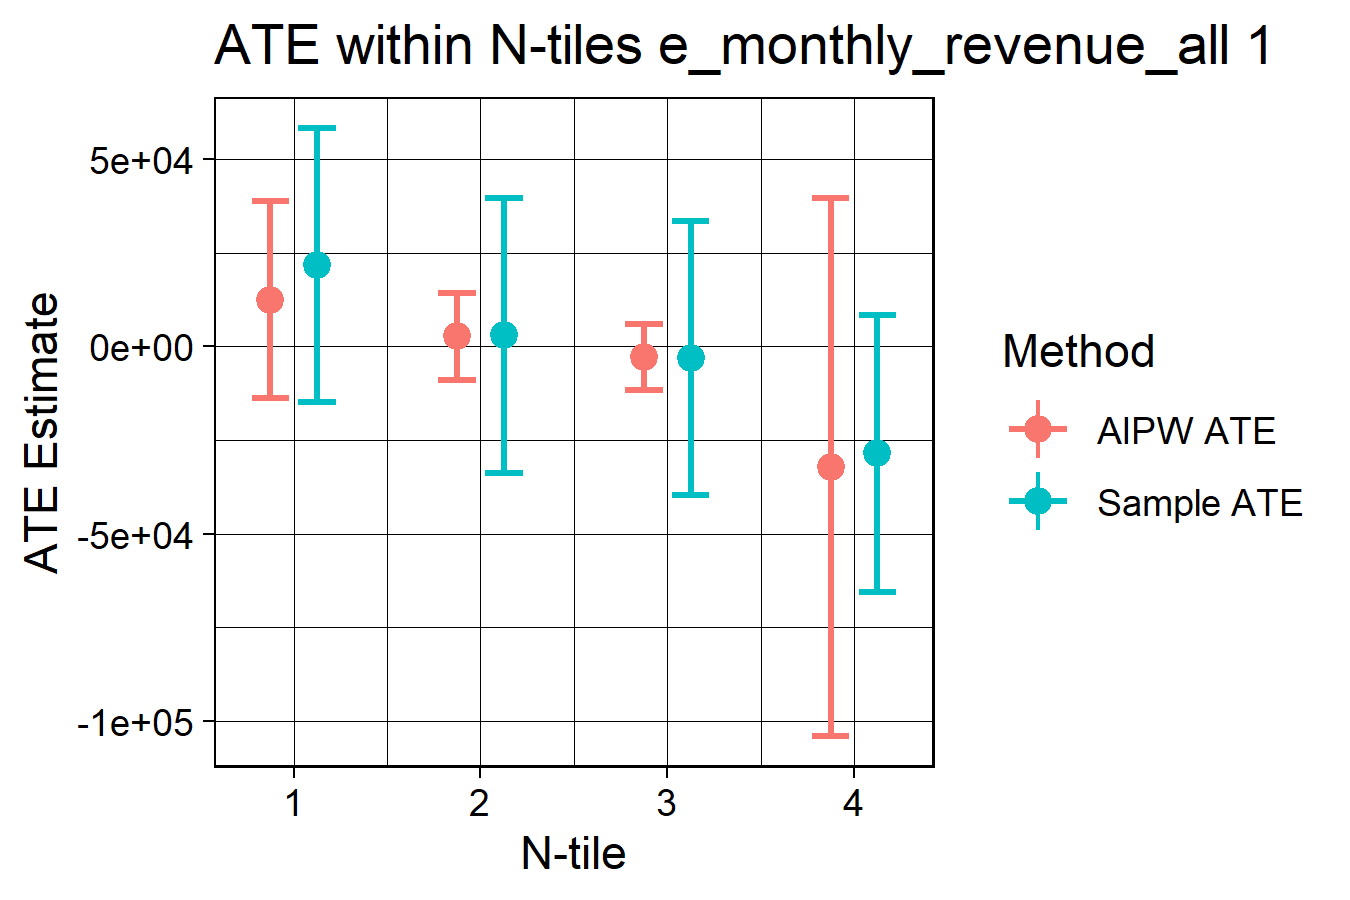 ATE within N-tiles e_monthly_revenue_all 1
ATE Estimate
5e+04
0e+00
-5e+04
-1e+05
1 2 3 4
N-tile
Method
AIPW ATE
Sample ATE